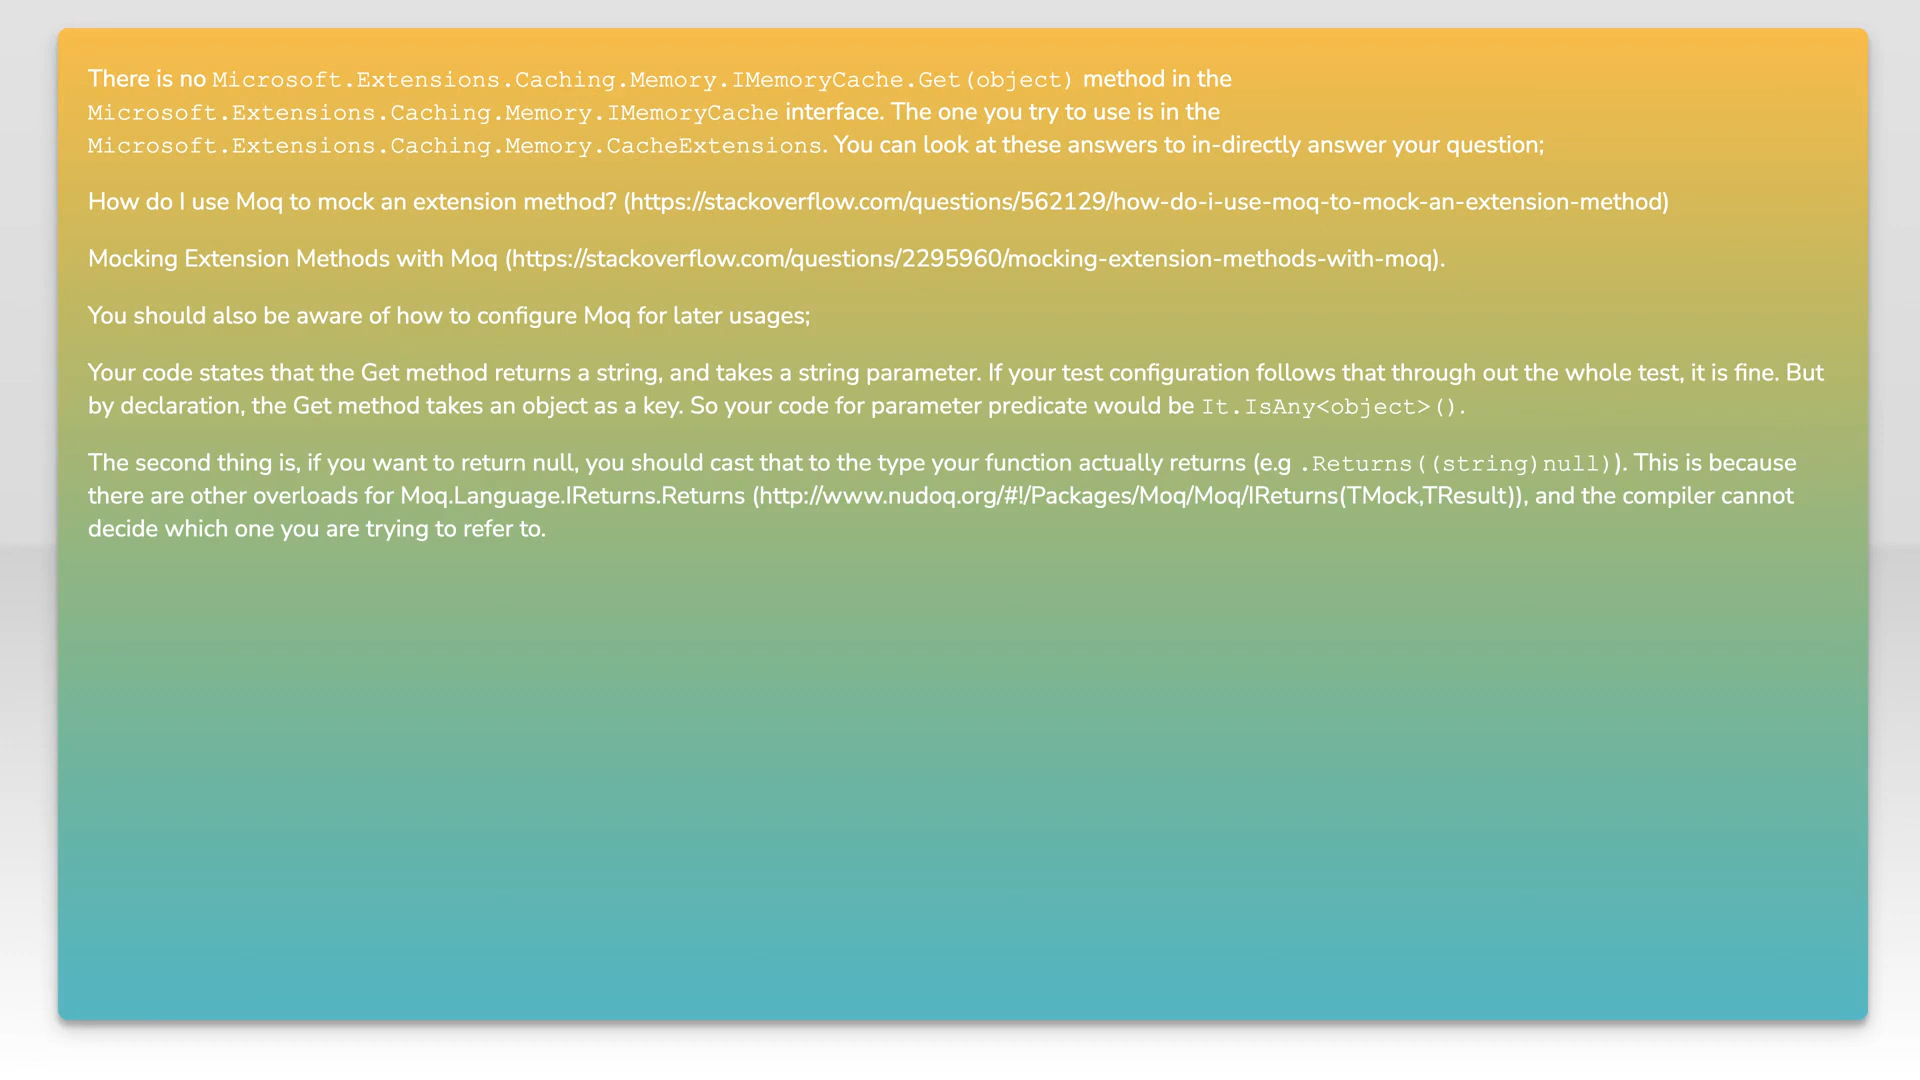 There is no Microsoft.Extensions.Caching.Memory.IMemoryCache.Get(object) method in the
Microsoft.Extensions.Caching.Memory.IMemoryCache interface. The one you try to use is in the
Microsoft.Extensions.Caching.Memory.CacheExtensions. You can look at these answers to in-directly answer your question;
How do I use Moq to mock an extension method? (https://stackoverflow.com/questions/562129/how-do-i-use-moq-to-mock-an-extension-method)
Mocking Extension Methods with Moq (https://stackoverflow.com/questions/2295960/mocking-extension-methods-with-moq).
You should also be aware of how to configure Moq for later usages;
Your code states that the Get method returns a string, and takes a string parameter. If your test configuration follows that through out the whole test, it is fine. But
by declaration, the Get method takes an object as a key. So your code for parameter predicate would be It.IsAny<object>().
The second thing is, if you want to return null, you should cast that to the type your function actually returns (e.g .Returns((string)null)). This is because
there are other overloads for Moq.Language.IReturns.Returns (http://www.nudoq.org/#!/Packages/Moq/Moq/IReturns(TMock,TResult)), and the compiler cannot
decide which one you are trying to refer to.